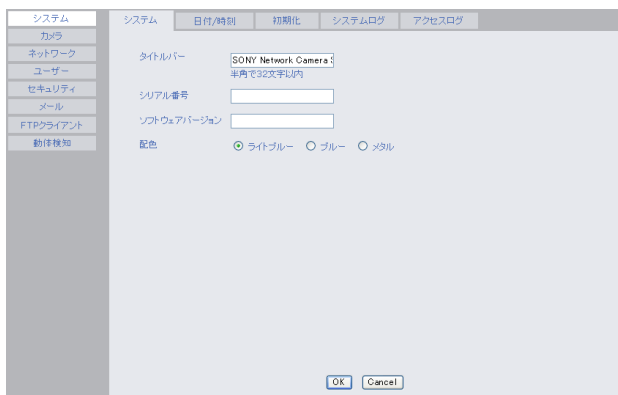 システム
カメラ
ネットワーク
ユーザー
セキュリティ
メール
FTPクライアント
動体検知
システム 日付/時刻 初期化 システムログ アクセスログ
タイトルバー SONY Network Camera
半角で32文字以内
シリアル番号
ソフトウェアバージョン
配色 ライトブルー ブルー メタル
OK Cancel